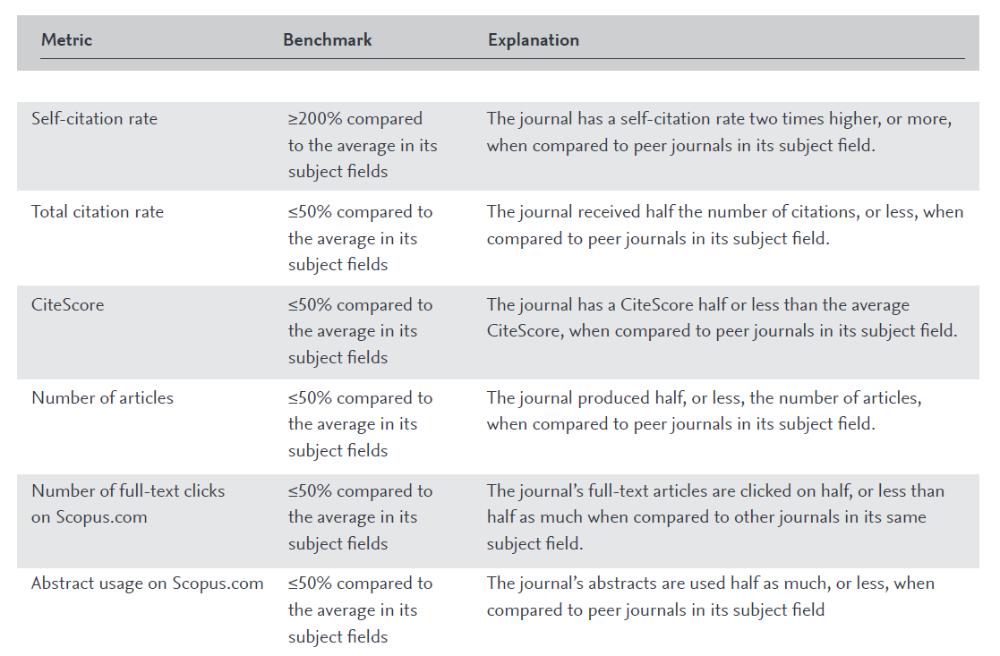 Metric Benchmark Explanation
Self-citation rate ≥200% compared The journal has a self-citation rate two times higher, or more,
to the average in its when compared to peer journals in its subject field.
subject fields
Total citation rate ≤50% compared to The journal received half the number of citations, or less, when
the average in its compared to peer journals in its subject field.
subject fields
CiteScore ≤50% compared to The journal has a CiteScore half or less than the average
the average in its CiteScore, when compared to peer journals in its subject field.
subject fields
Number of articles ≤50% compared to The journal produced half, or less, the number of articles,
the average in its when compared to peer journals in its subject field.
subject fields
Number of full-text clicks ≤50% compared to The journal’s full-text articles are clicked on half, or less than
on Scopus.com the average in its half as much when compared to other journals in its same
subject fields subject field.
Abstract usage on Scopus.com ≤50% compared to The journal’s abstracts are used half as much, or less, when
the average in its compared to peer journals in its subject field
subject fields